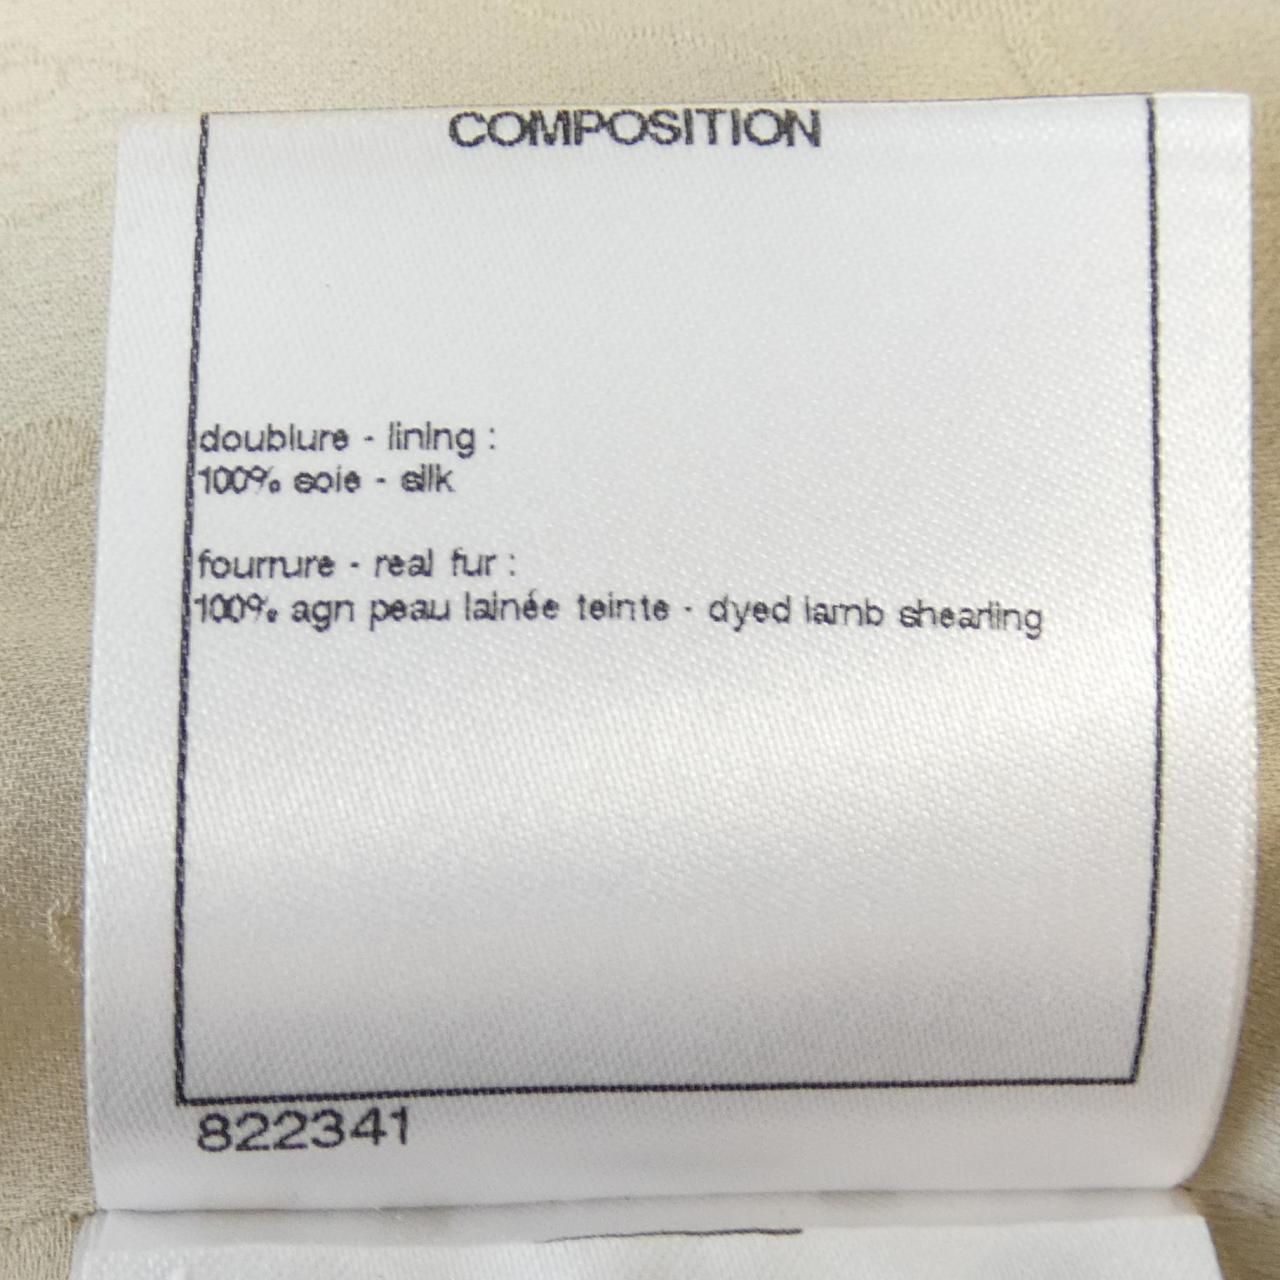 COMPOSITION
doublure - lining :
100% soie - silk
fourrure - real fur :
100% agn peau lainée teinte - dyed lamb shearling
822341